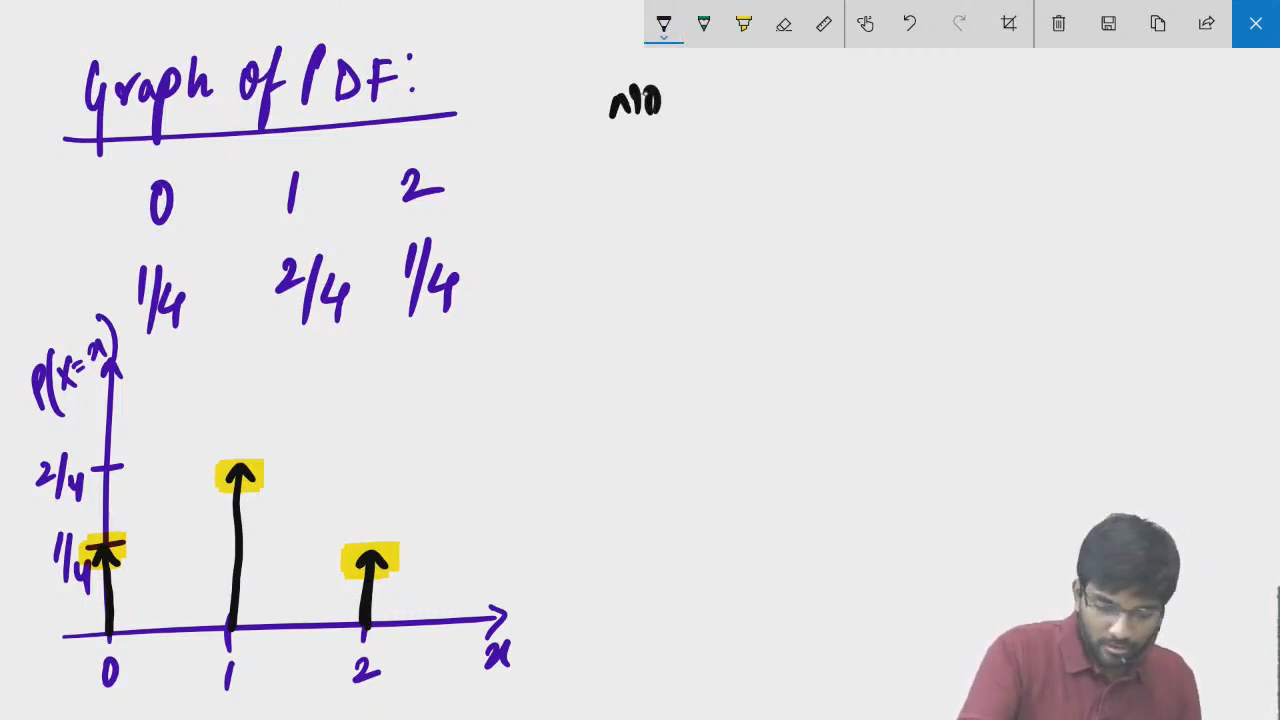 Graph of PDF:
0 1 2
1/4 2/4 1/4
P(X=x)
2/4
1/4
0 1 2
x